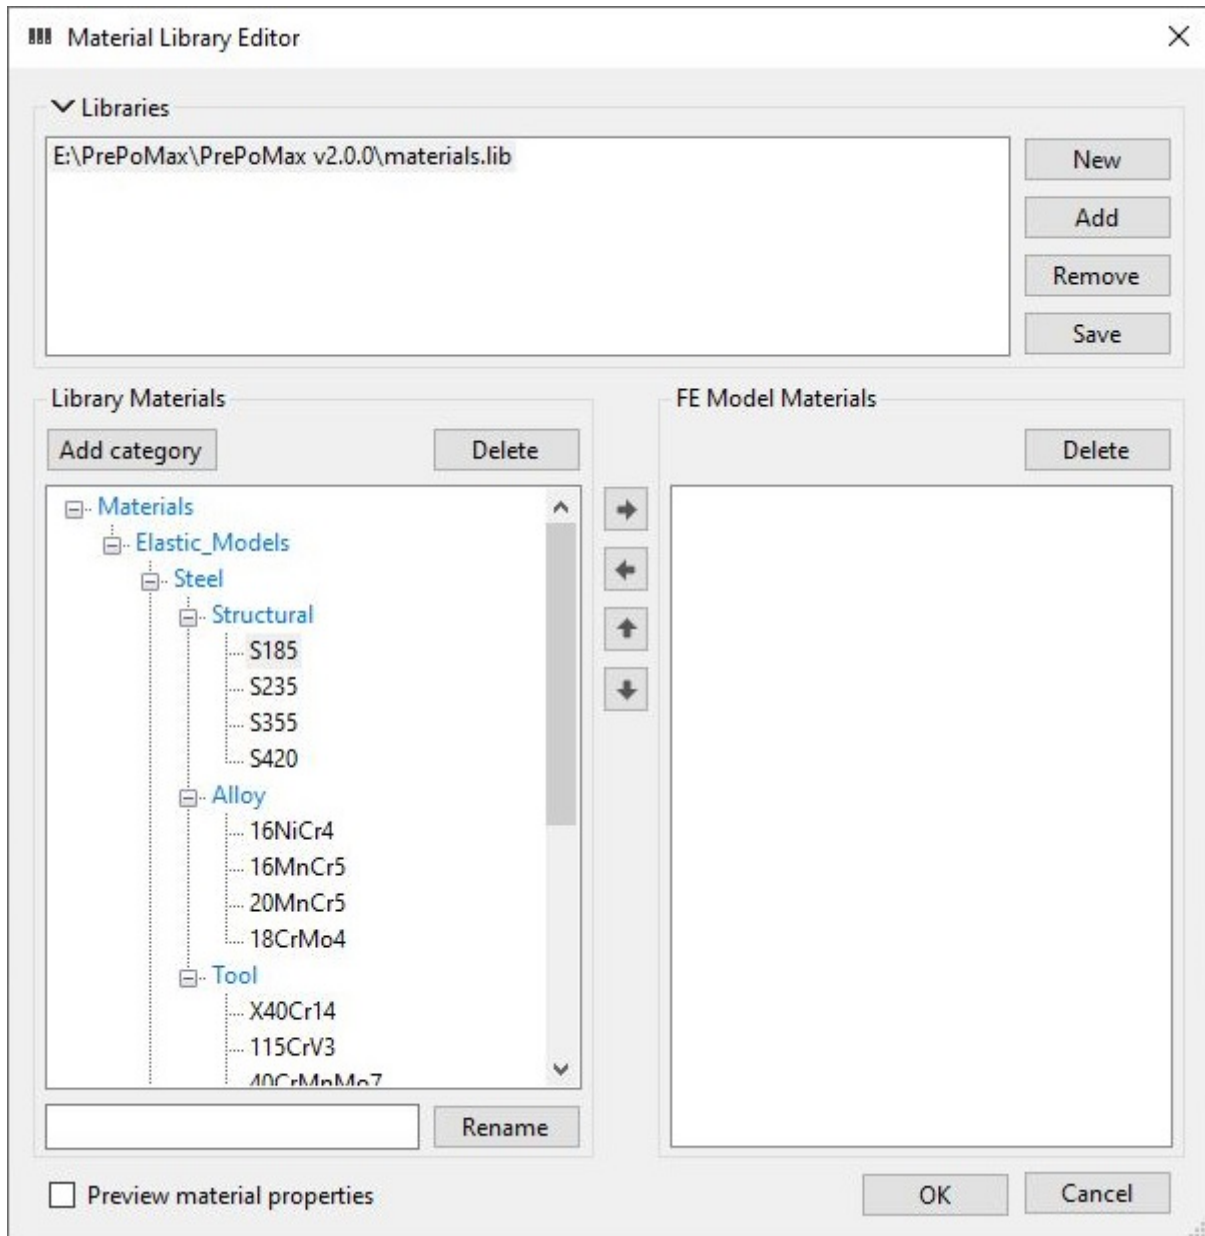 Material Library Editor
Libraries
E:\PrePoMax\PrePoMax v2.0.0\materials.lib
New
Add
Remove
Save
Library Materials
Add category
Delete
Materials
Elastic_Models
Steel
Structural
S185
S235
S355
S420
Alloy
16NiCr4
16MnCr5
20MnCr5
18CrMo4
Tool
X40Cr14
115CrV3
40CrMnMo7
Rename
FE Model Materials
Delete
Preview material properties
OK
Cancel